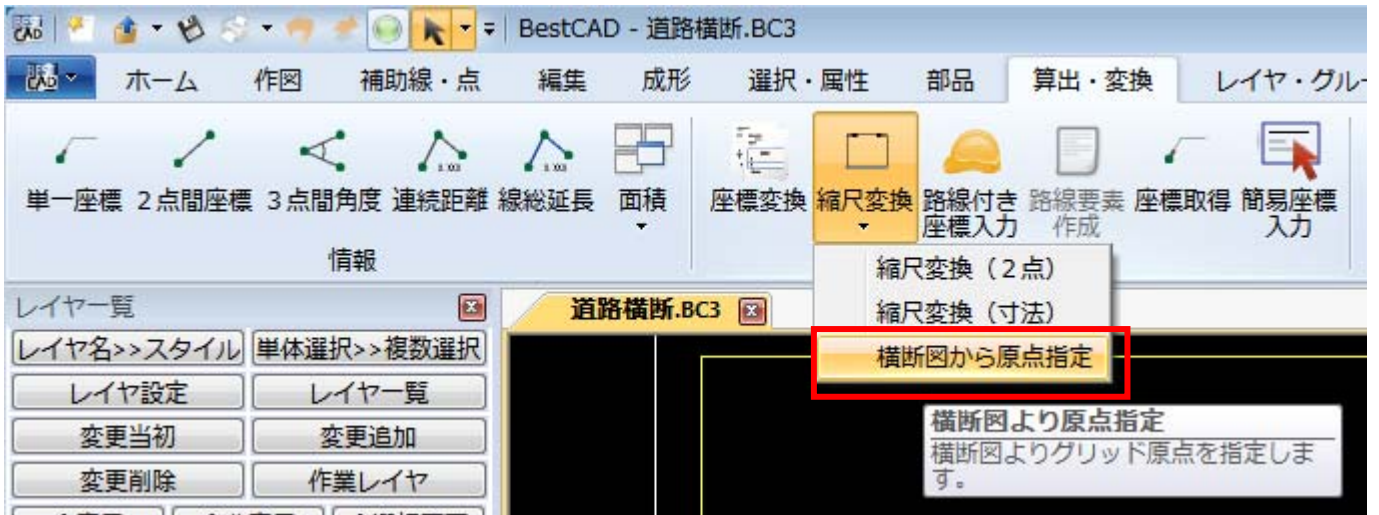 BestCAD - 道路横断.BC3
ホーム 作図 補助線・点 編集 成形 選択・属性 部品 算出・変換 レイヤ・グルー
単一座標 2点間座標 3点間角度 連続距離 線総延長 面積 座標変換 縮尺変換 路線付き 路線要素 座標取得 簡易座標
座標入力 作成 入力
情報
縮尺変換(2点)
縮尺変換(寸法)
横断図から原点指定
横断図より原点指定
横断図よりグリッド原点を指定しま
す。
レイヤ一覧
道路横断.BC3
レイヤ名>>スタイル 単体選択>>複数選択
レイヤ設定 レイヤ一覧
変更当初 変更追加
変更削除 作業レイヤ